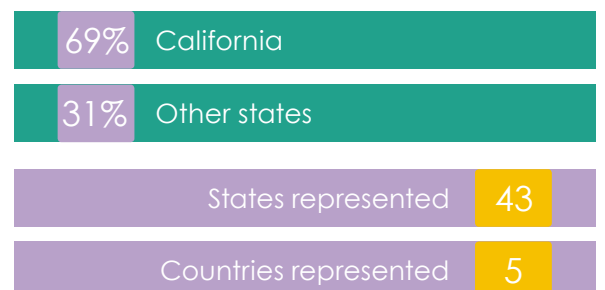 69% California
31% Other states
States represented 43
Countries represented 5